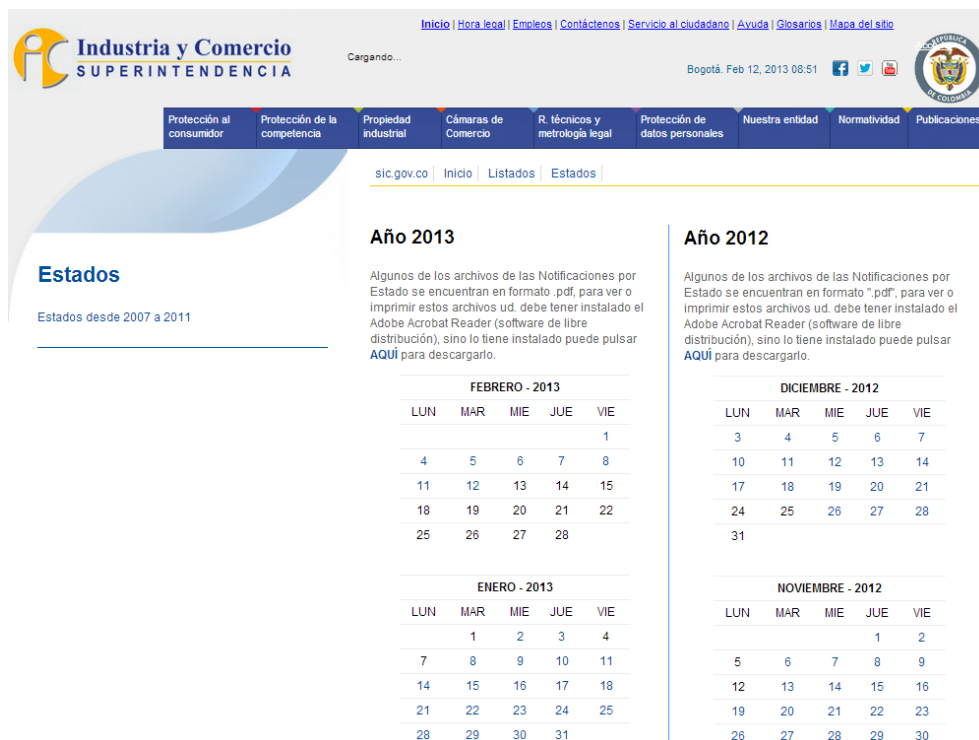 Inicio | Hora legal | Empleos | Contáctenos | Servicio al ciudadano | Ayuda | Glosarios | Mapa del sitio
Industria y Comercio
SUPERINTENDENCIA
Cargando...
Bogotá. Feb 12, 2013 08:51
REPÚBLICA
DE COLOMBIA
Protección al consumidor
Protección de la competencia
Propiedad industrial
Cámaras de Comercio
R. técnicos y metrología legal
Protección de datos personales
Nuestra entidad
Normatividad
Publicaciones
sic.gov.co | Inicio | Listados | Estados
Estados
Estados desde 2007 a 2011
Año 2013
Algunos de los archivos de las Notificaciones por
Estado se encuentran en formato .pdf, para ver o
imprimir estos archivos ud. debe tener instalado el
Adobe Acrobat Reader (software de libre
distribución), sino lo tiene instalado puede pulsar
AQUÍ para descargarlo.
FEBRERO - 2013
LUN MAR MIE JUE VIE
1
4 5 6 7 8
11 12 13 14 15
18 19 20 21 22
25 26 27 28
ENERO - 2013
LUN MAR MIE JUE VIE
1 2 3 4
7 8 9 10 11
14 15 16 17 18
21 22 23 24 25
28 29 30 31
Año 2012
Algunos de los archivos de las Notificaciones por
Estado se encuentran en formato ".pdf", para ver o
imprimir estos archivos ud. debe tener instalado el
Adobe Acrobat Reader (software de libre
distribución), sino lo tiene instalado puede pulsar
AQUÍ para descargarlo.
DICIEMBRE - 2012
LUN MAR MIE JUE VIE
3 4 5 6 7
10 11 12 13 14
17 18 19 20 21
24 25 26 27 28
31
NOVIEMBRE - 2012
LUN MAR MIE JUE VIE
1 2
5 6 7 8 9
12 13 14 15 16
19 20 21 22 23
26 27 28 29 30